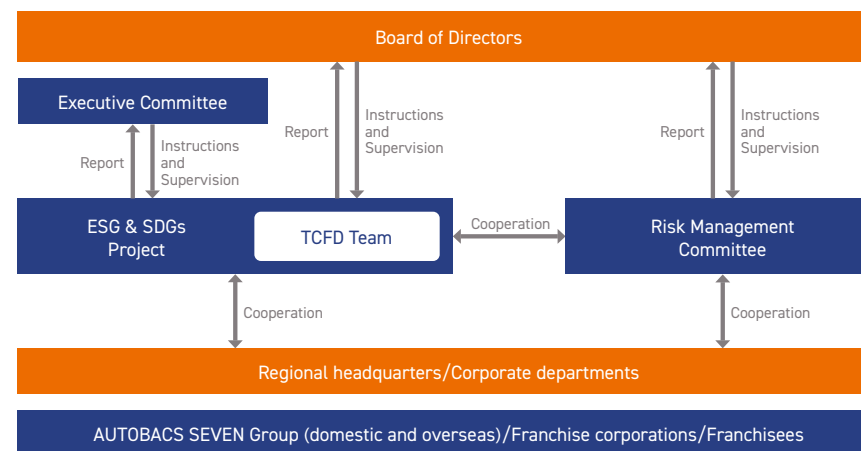 Board of Directors
Executive Committee
Report
Instructions
and
Supervision
Report
Instructions
and
Supervision
Report
Instructions
and
Supervision
ESG & SDGs
Project
TCFD Team
Cooperation
Risk Management
Committee
Cooperation
Cooperation
Regional headquarters/Corporate departments
AUTOBACS SEVEN Group (domestic and overseas)/Franchise corporations/Franchisees